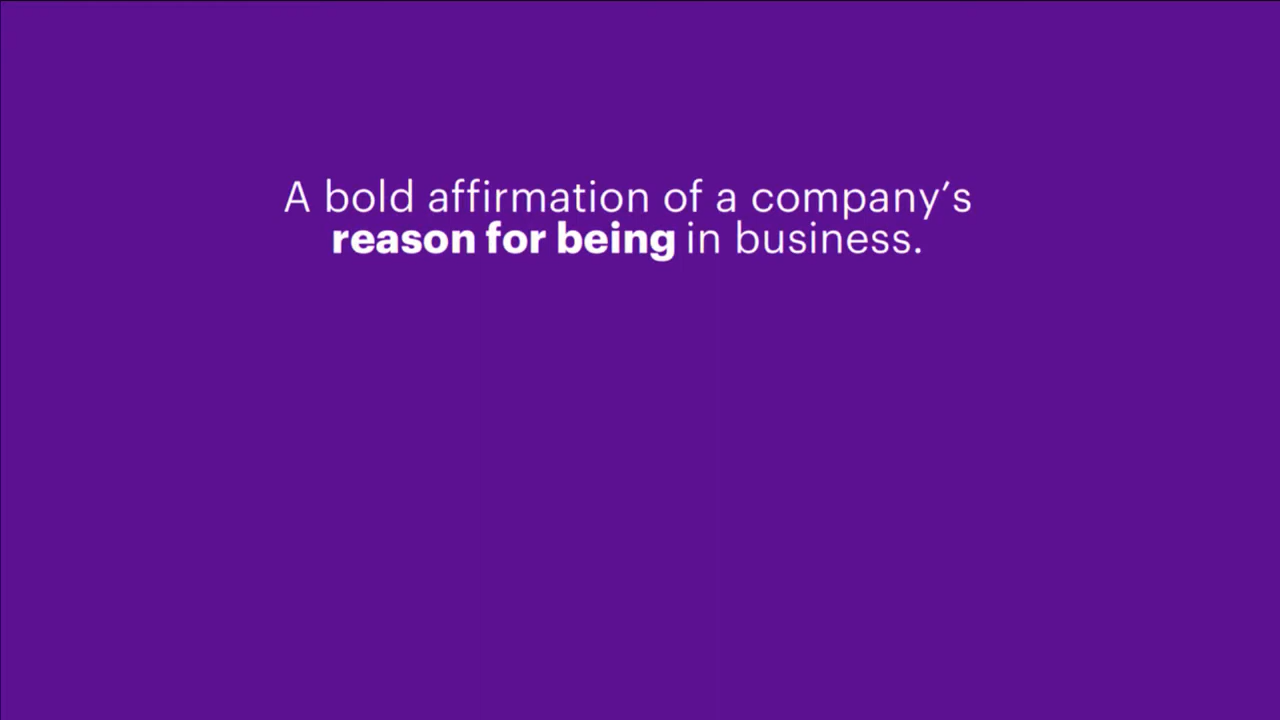 A bold affirmation of a company’s
reason for being in business.